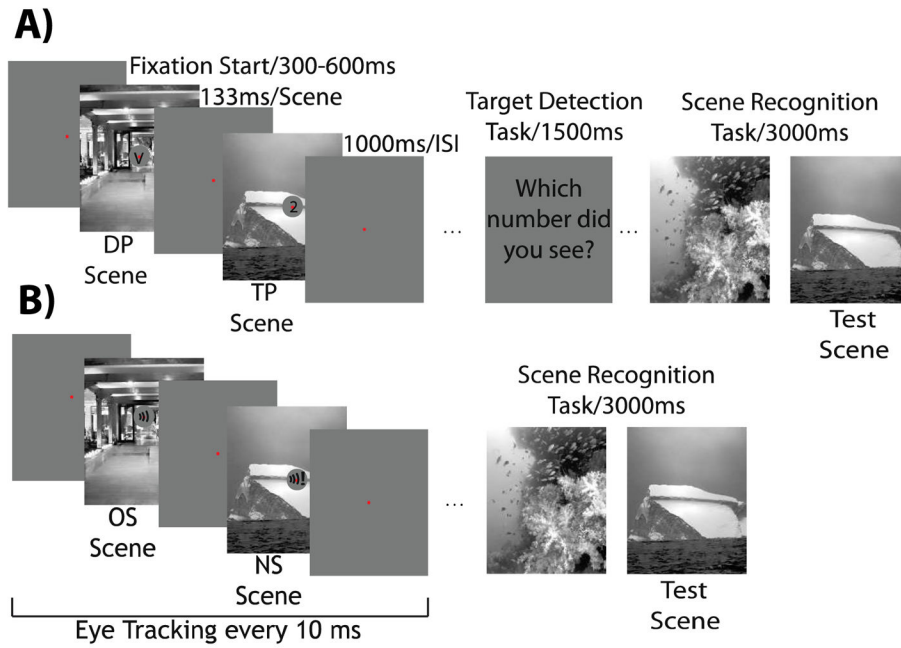 A)
Fixation Start/300-600ms
133ms/Scene
1000ms/ISI
V
2
DP
Scene
TP
Scene
...
Target Detection
Task/1500ms
Which
number did
you see?
...
Scene Recognition
Task/3000ms
Test
Scene
B)
OS
Scene
!
NS
Scene
...
Scene Recognition
Task/3000ms
Test
Scene
Eye Tracking every 10 ms